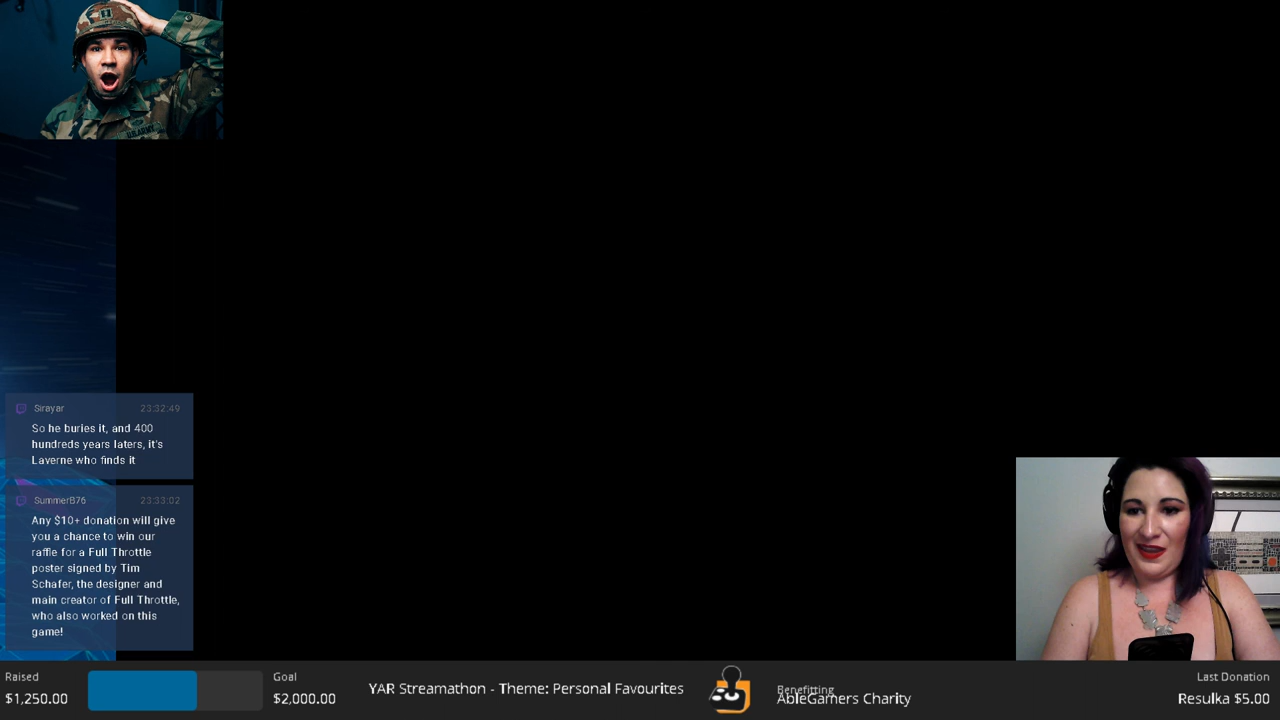 U.S. ARMY
Sirayar 23:32:49
So he buries it, and 400
hundreds years laters, it's
Laverne who finds it
SummerB76 23:33:02
Any $10+ donation will give
you a chance to win our
raffle for a Full Throttle
poster signed by Tim
Schafer, the designer and
main creator of Full Throttle,
who also worked on this
game!
Raised
$1,250.00
Goal
$2,000.00
YAR Streamathon - Theme: Personal Favourites
Benefitting
AbleGamers Charity
Last Donation
Resulka $5.00